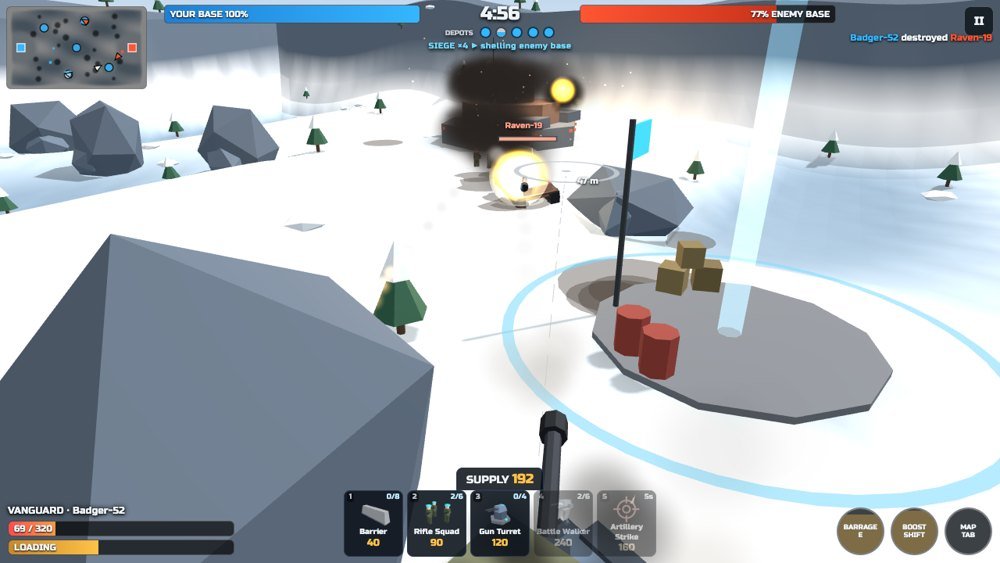 YOUR BASE 100%
4:56
77% ENEMY BASE
II
DEPOTS
SIEGE ×4 ▶ shelling enemy base
Badger-52 destroyed Raven-19
Raven-19
47 m
SUPPLY 192
1 0/8
Barrier
40
2 2/6
Rifle Squad
90
3 0/4
Gun Turret
120
4 2/6
Battle Walker
240
5 5s
Artillery
Strike
160
VANGUARD · Badger-52
69 / 320
LOADING
BARRAGE
E
BOOST
SHIFT
MAP
TAB